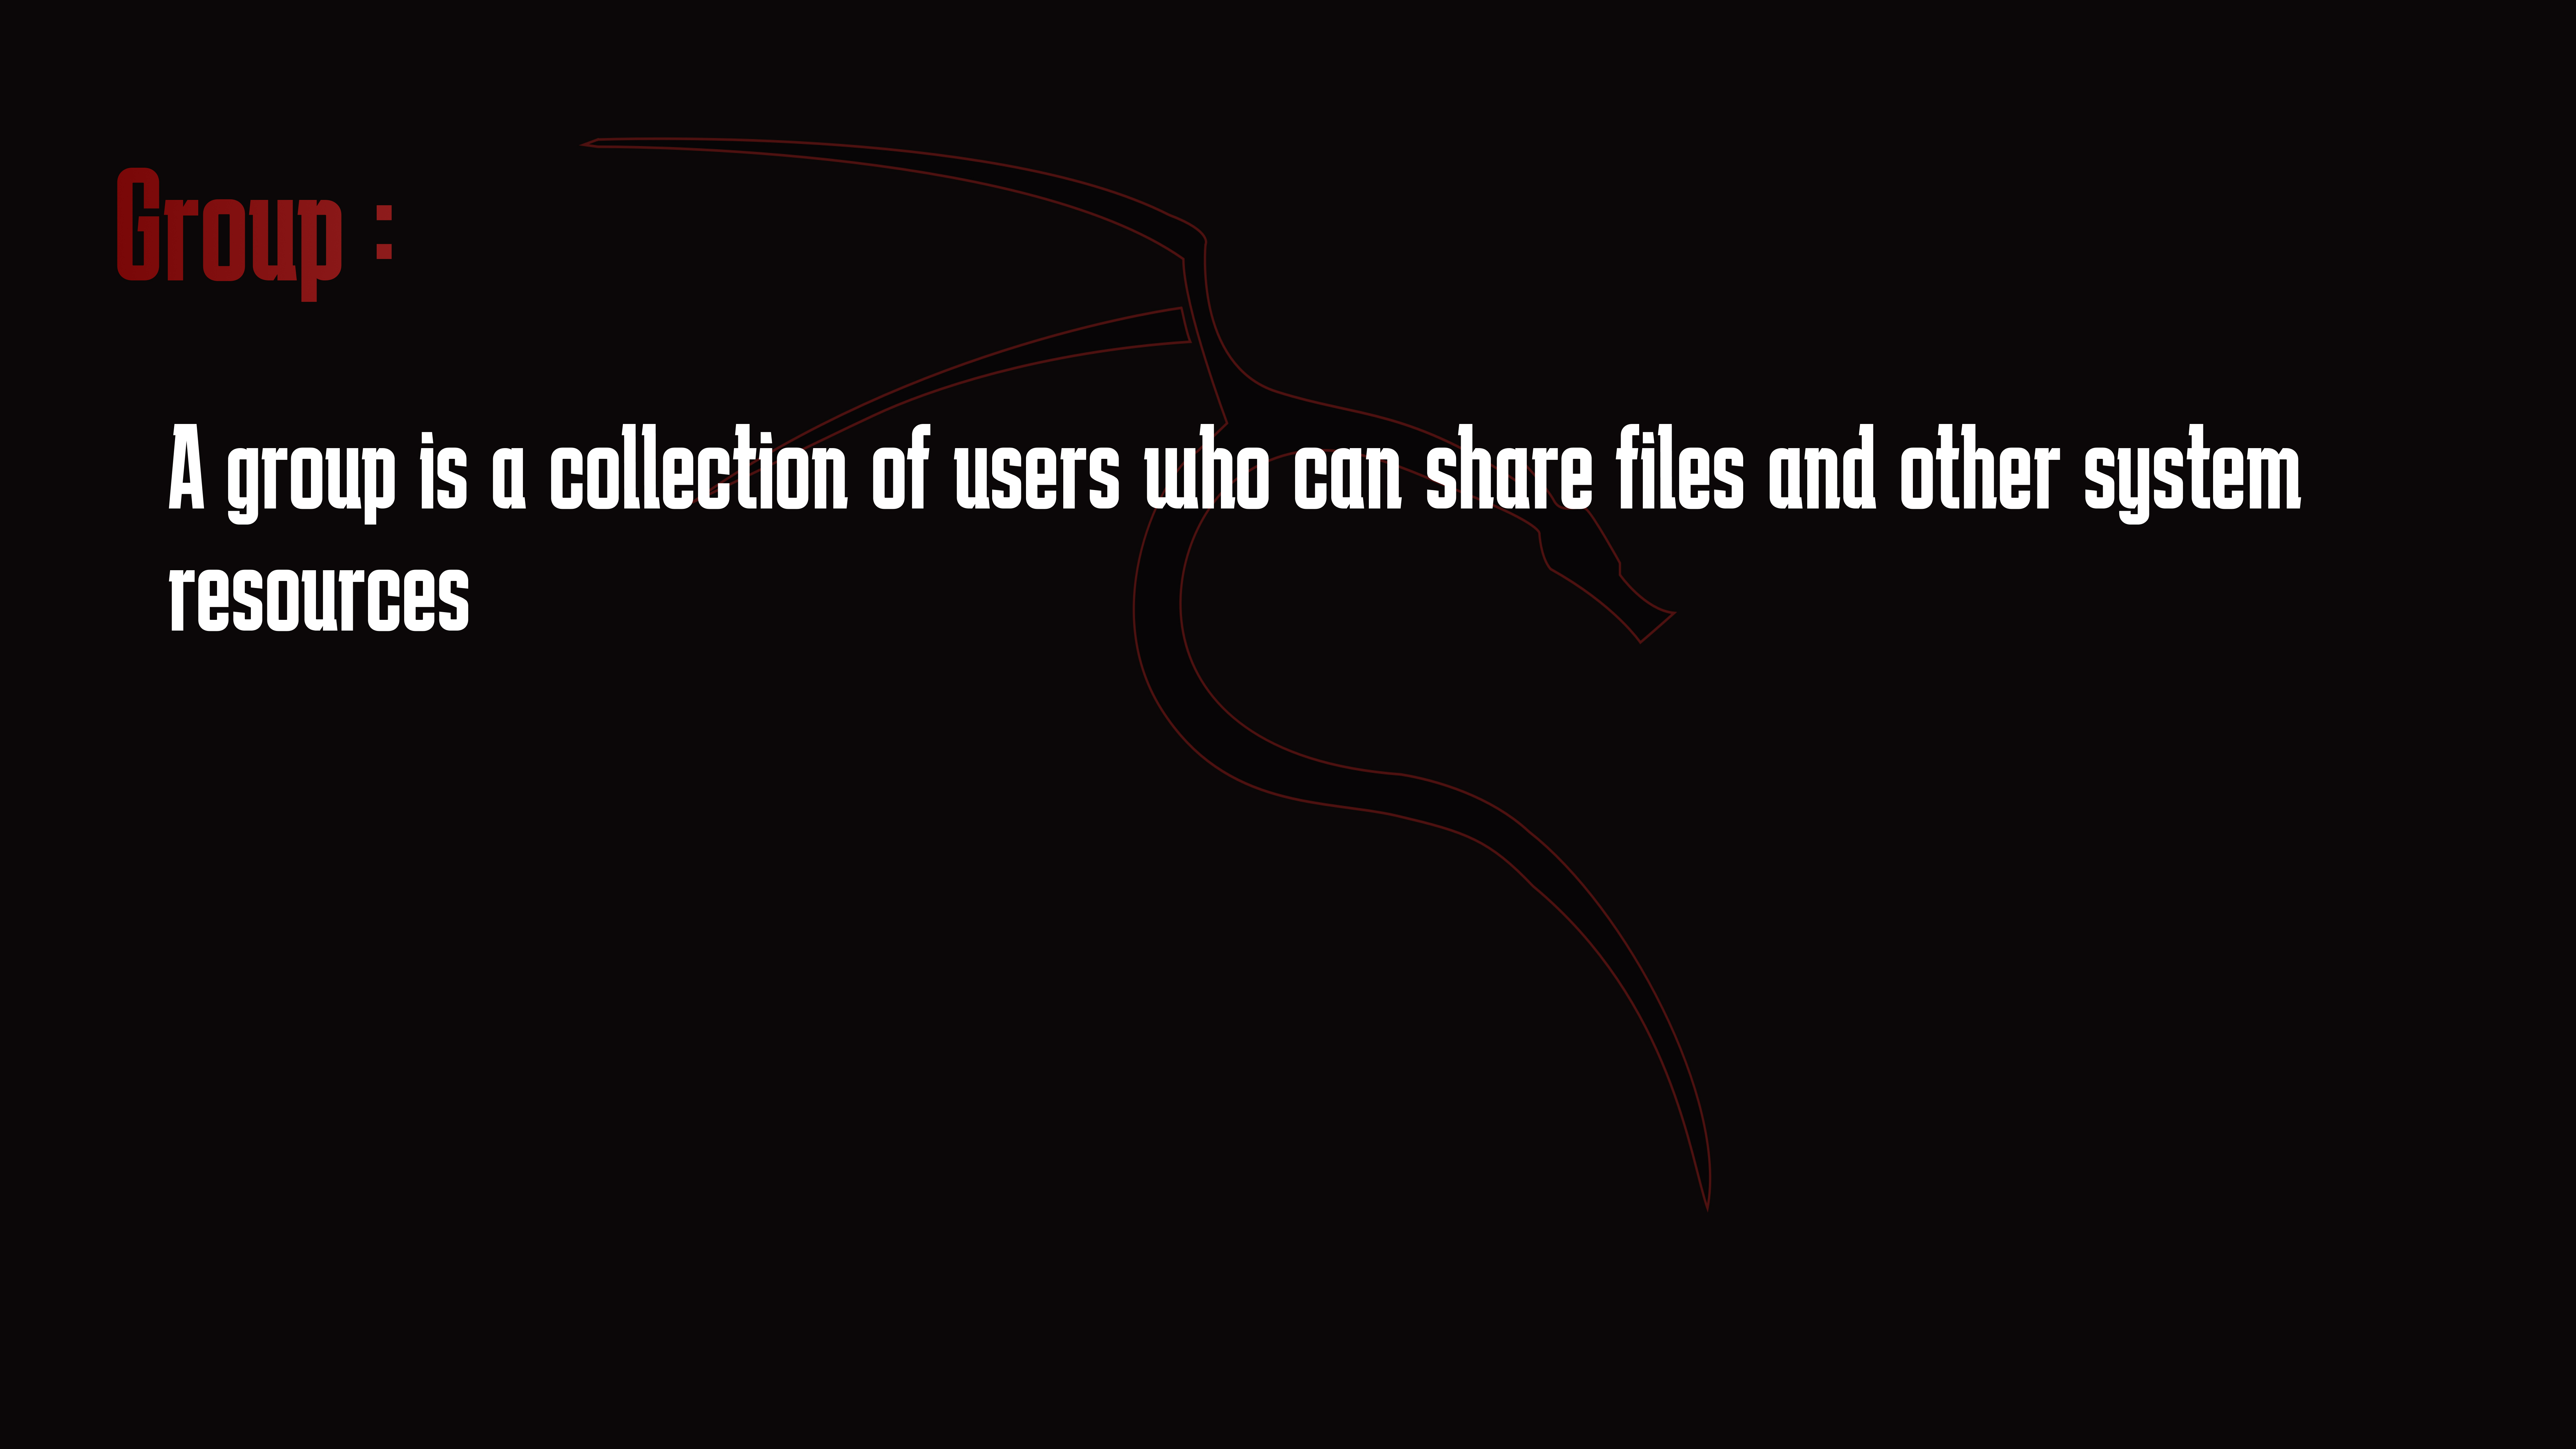 Group :
A group is a collection of users who can share files and other system
resources